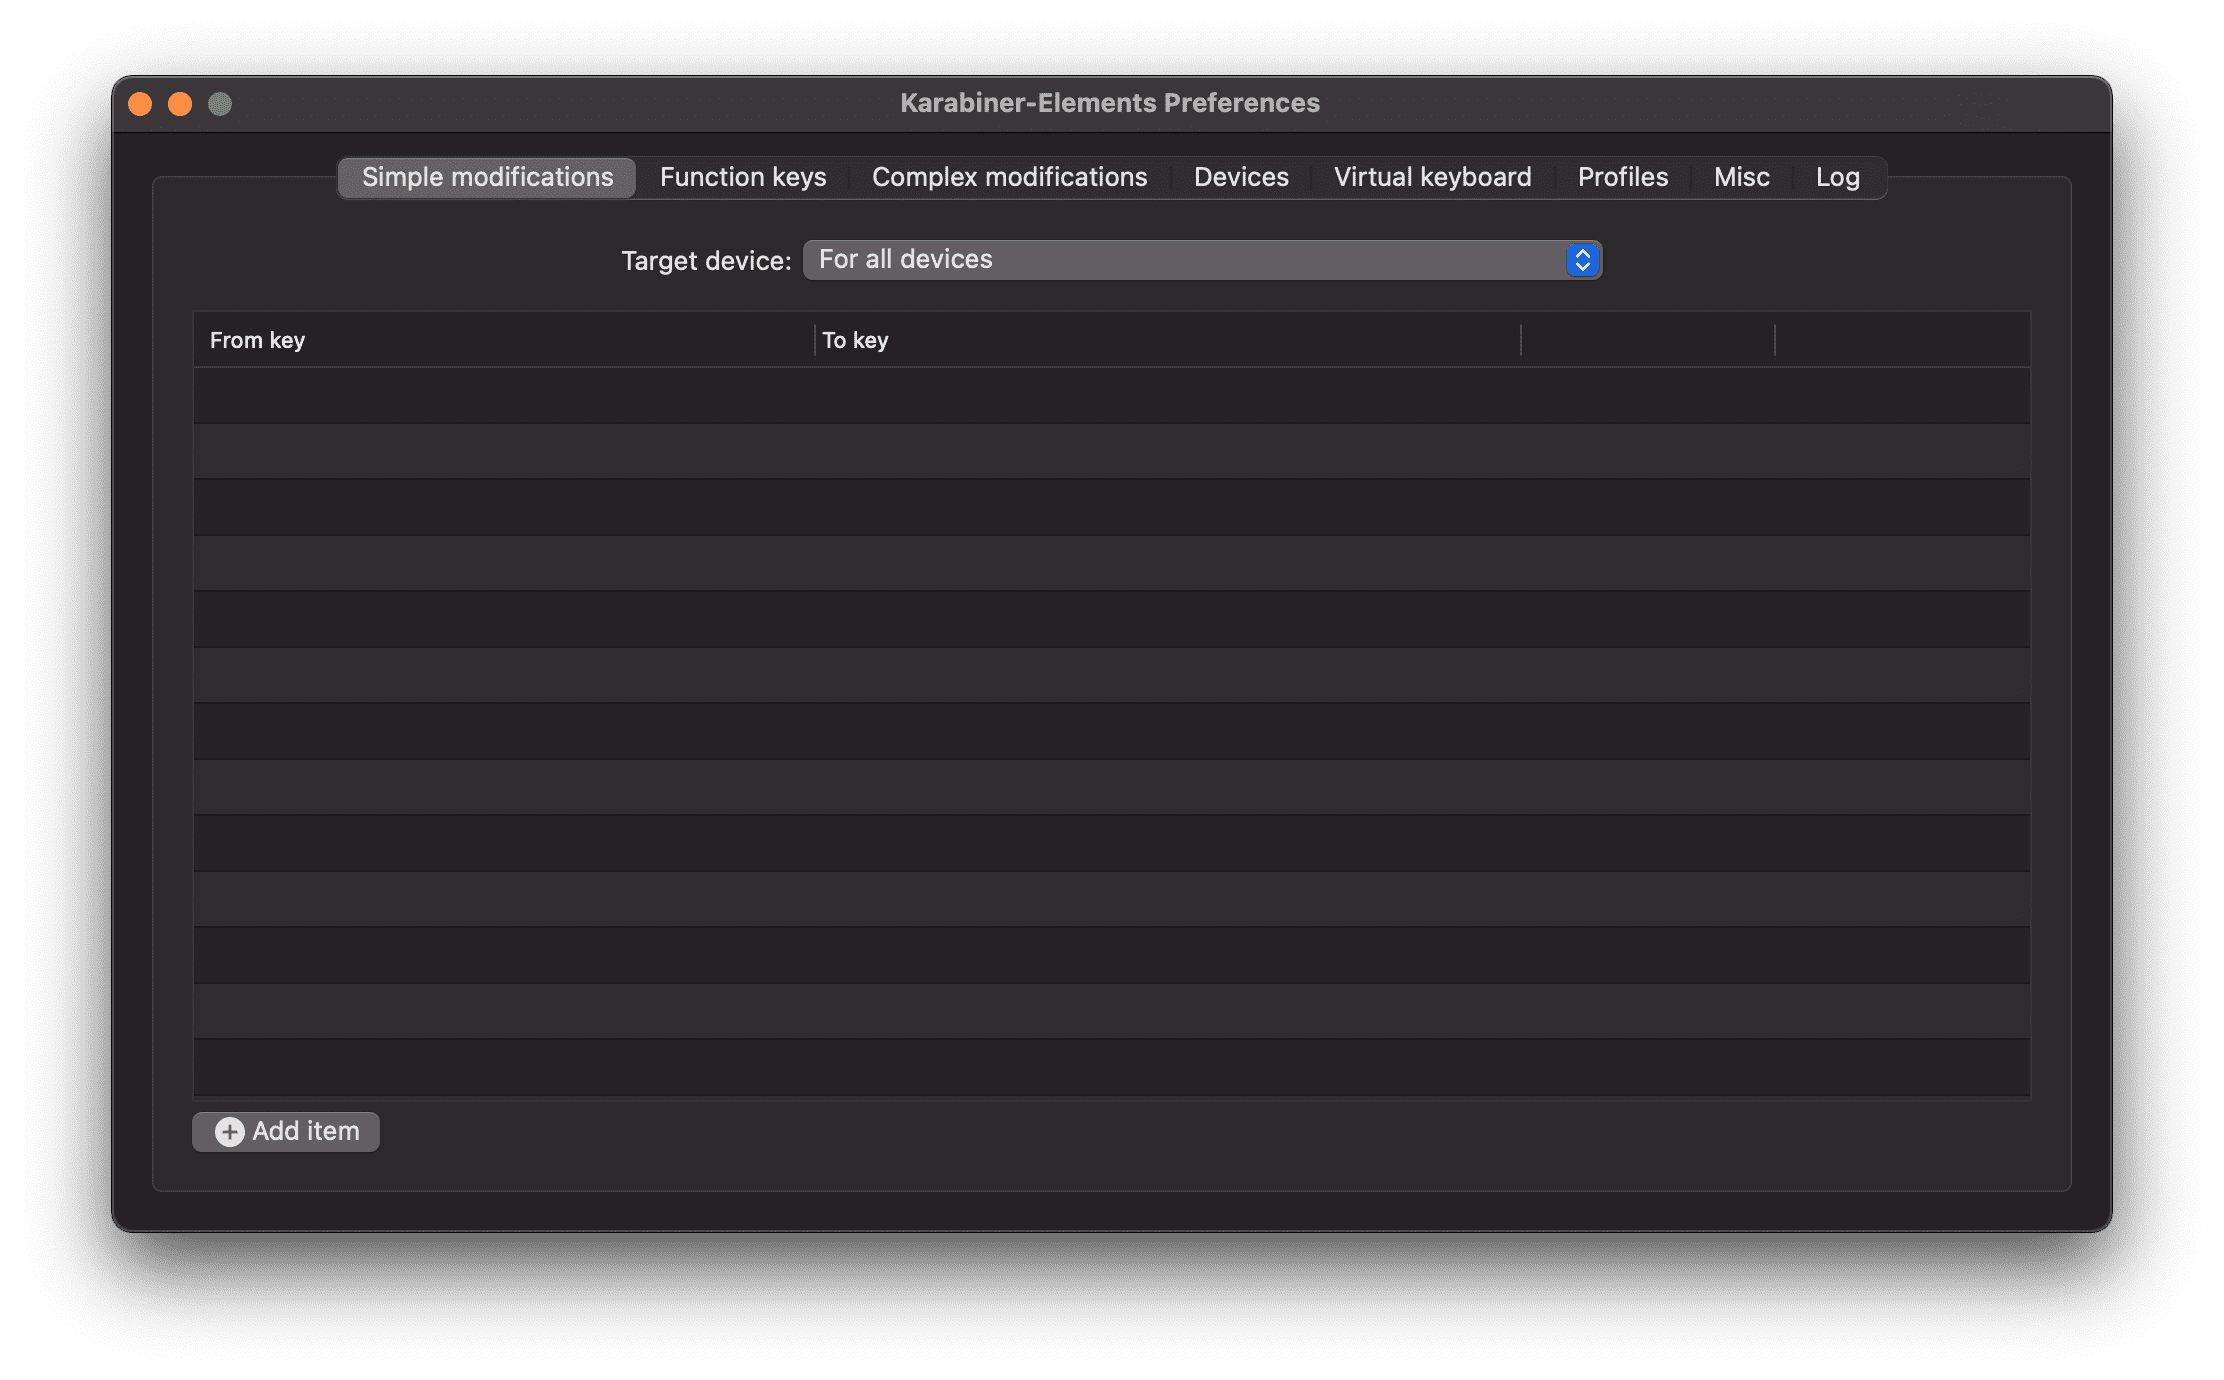 Karabiner-Elements Preferences
Simple modifications Function keys Complex modifications Devices Virtual keyboard Profiles Misc Log
Target device: For all devices
From key To key
Add item